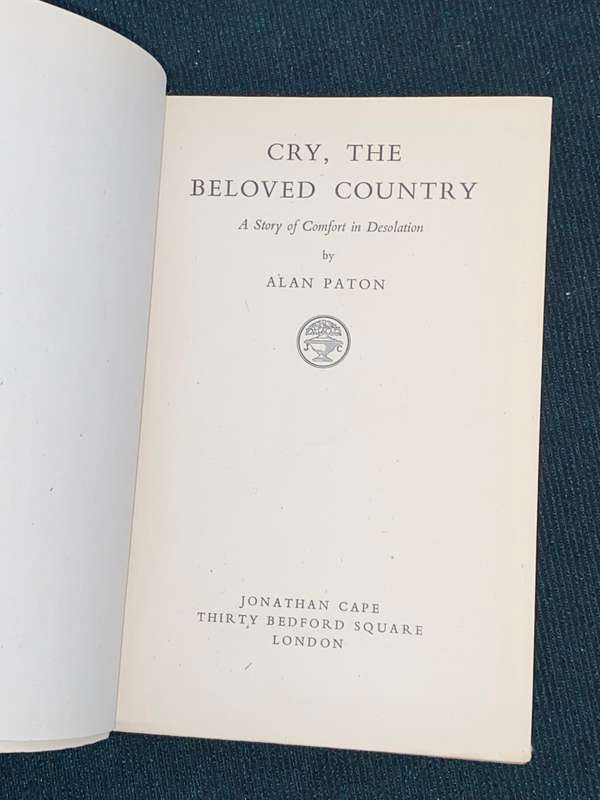 CRY, THE
BELOVED COUNTRY
A Story of Comfort in Desolation
by
ALAN PATON
J C
JONATHAN CAPE
THIRTY BEDFORD SQUARE
LONDON